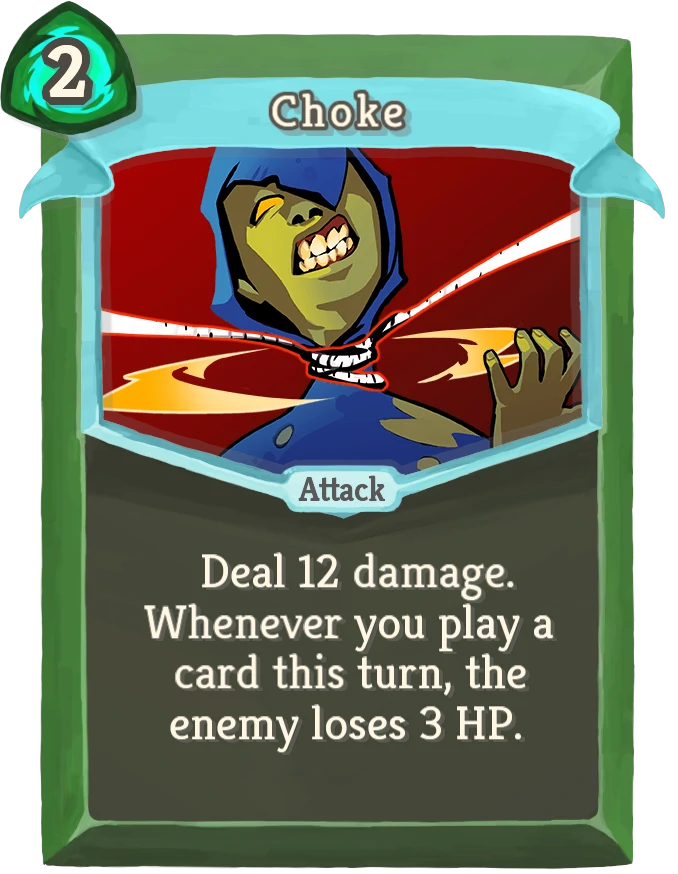 2
Choke
Attack
Deal 12 damage.
Whenever you play a
card this turn, the
enemy loses 3 HP.